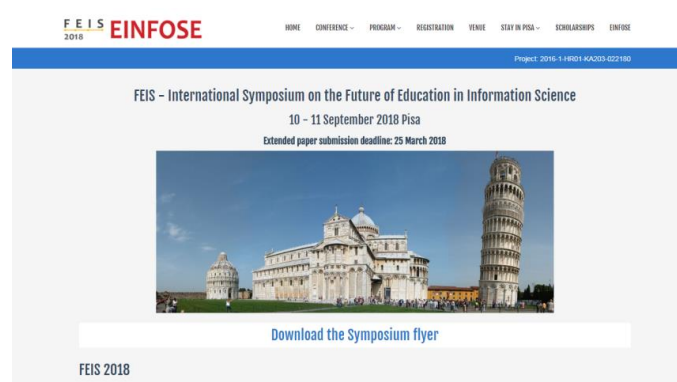 FEIS
2018
EINFOSE
HOME CONFERENCE PROGRAM REGISTRATION VENUE STAY IN PISA SCHOLARSHIPS EINFOSE
Project: 2016-1-HR01-KA203-022180
FEIS – International Symposium on the Future of Education in Information Science
10 – 11 September 2018 Pisa
Extended paper submission deadline: 25 March 2018
Download the Symposium flyer
FEIS 2018